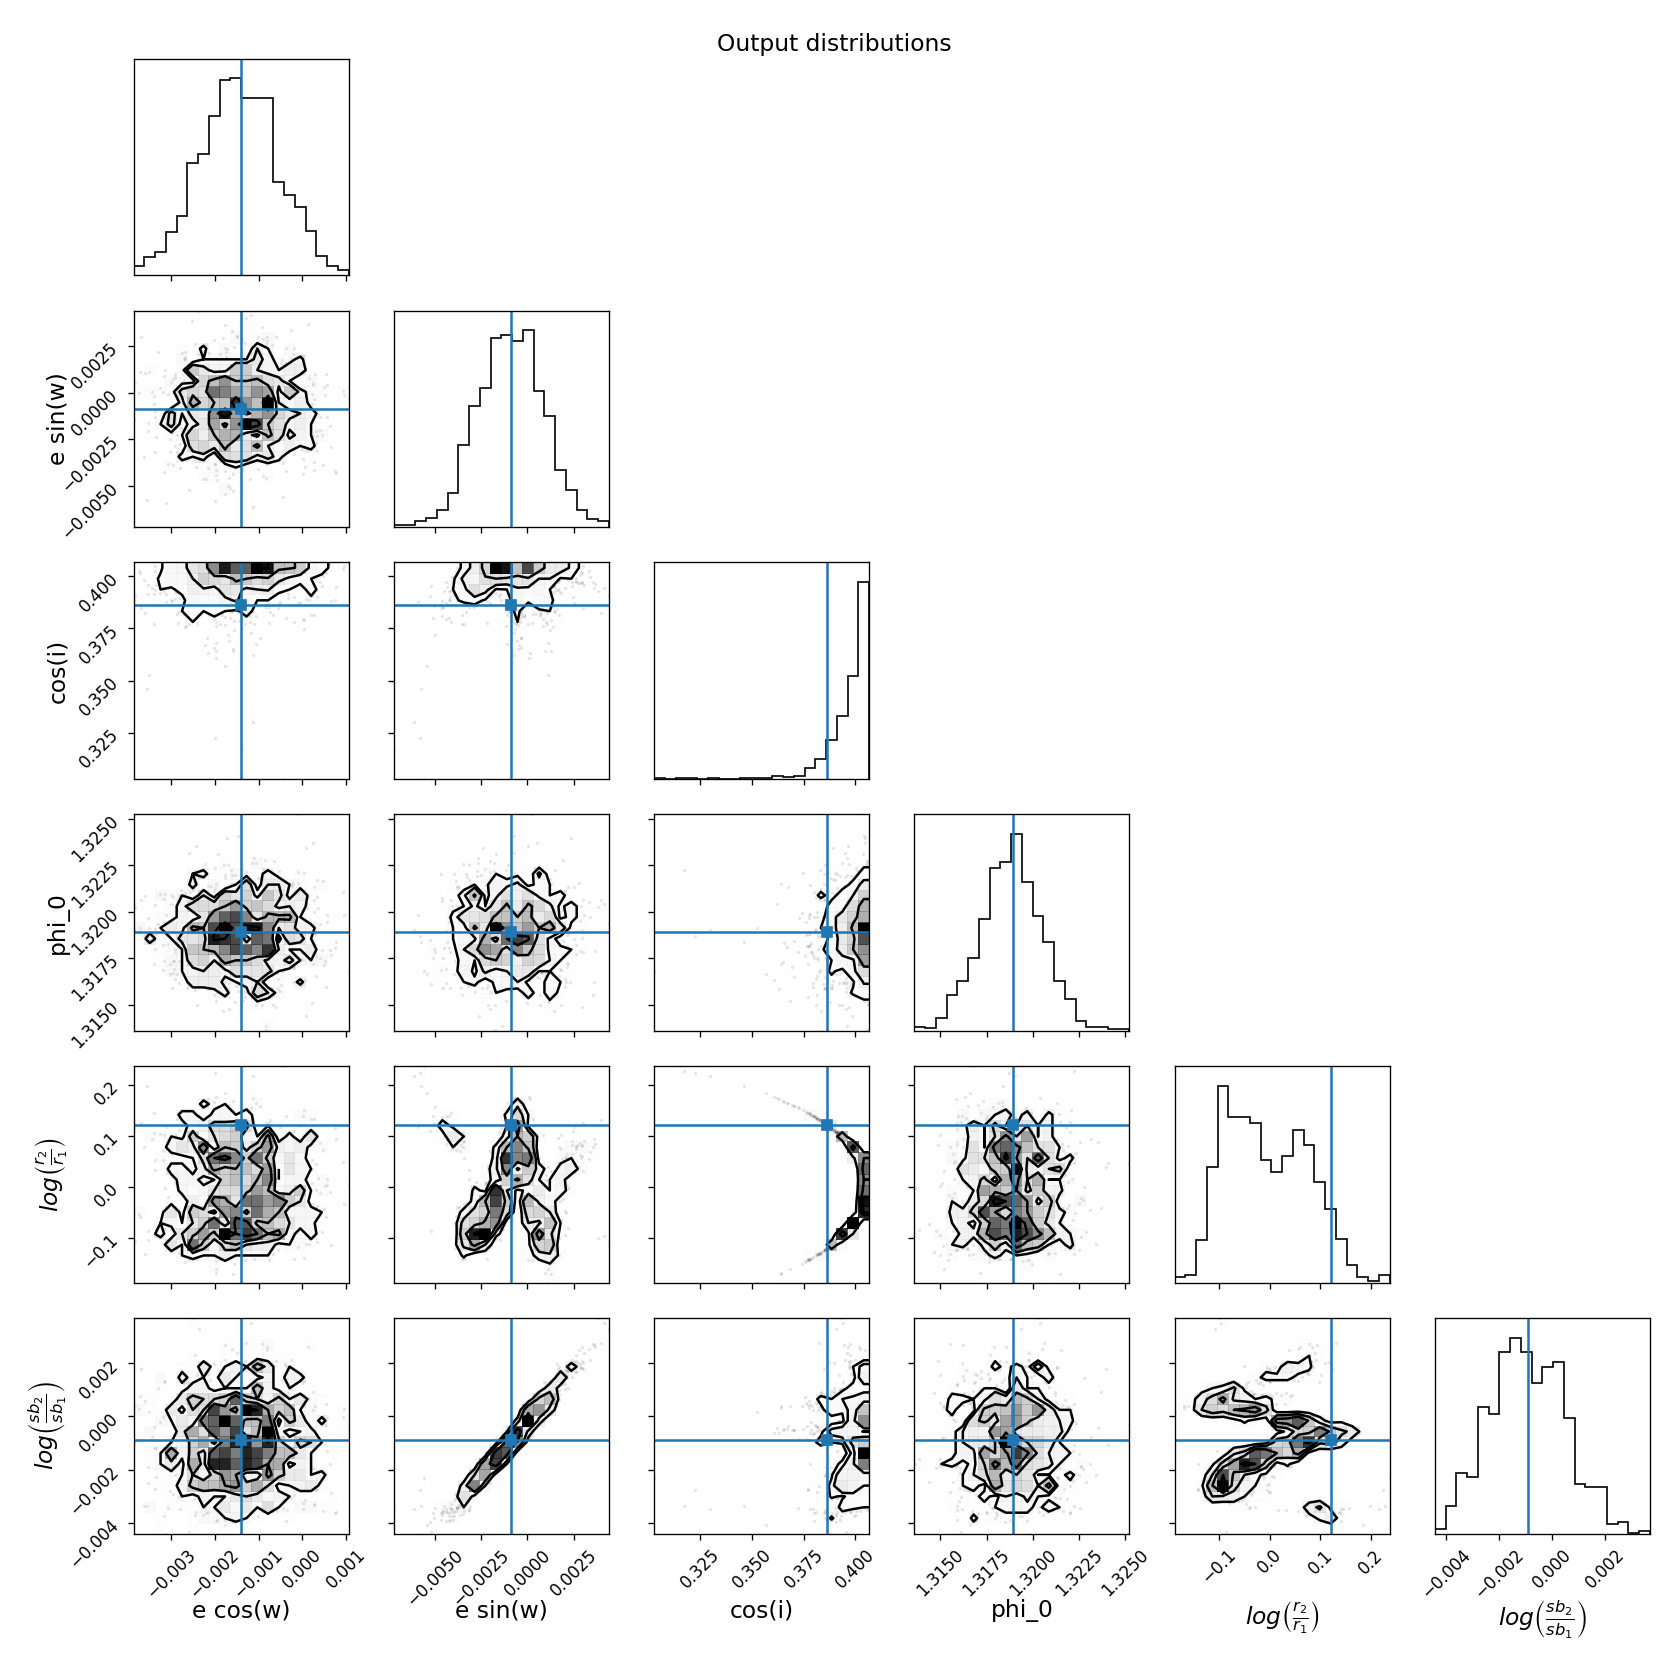 Output distributions
e sin(w)
0.0025
0.0000
−0.0025
−0.0050
cos(i)
0.400
0.375
0.350
0.325
phi_0
1.3250
1.3225
1.3200
1.3175
1.3150
log(r₂/r₁)
0.2
0.1
0.0
−0.1
log(sb₂/sb₁)
0.002
0.000
−0.002
−0.004
−0.003 −0.002 −0.001 0.000 0.001
−0.0050 −0.0025 0.0000 0.0025
0.325 0.350 0.375 0.400
1.3150 1.3175 1.3200 1.3225 1.3250
−0.1 0.0 0.1 0.2
−0.004 −0.002 0.000 0.002
e cos(w) e sin(w) cos(i) phi_0 log(r₂/r₁) log(sb₂/sb₁)